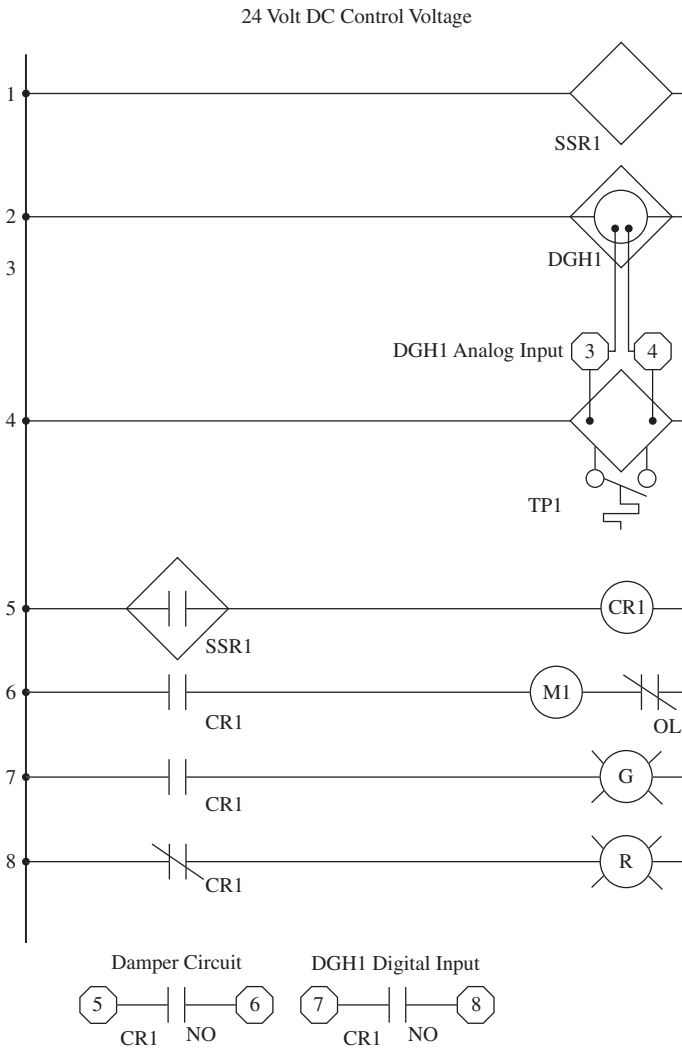 24 Volt DC Control Voltage
1
SSR1
2
DGH1
3
DGH1 Analog Input 3 4
4
TP1
5 CR1
SSR1
6 M1
CR1 OL
7 G
CR1
8 R
CR1
Damper Circuit DGH1 Digital Input
5 6 7 8
CR1 NO CR1 NO